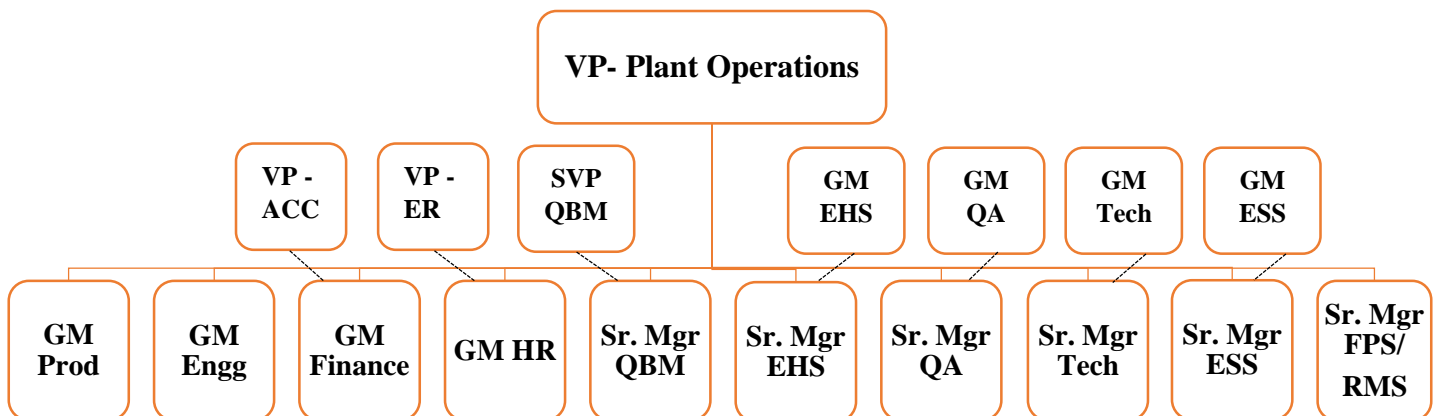 VP- Plant Operations
VP -
ACC
VP -
ER
SVP
QBM
GM
EHS
GM
QA
GM
Tech
GM
ESS
GM
Prod
GM
Engg
GM
Finance
GM HR
Sr. Mgr
QBM
Sr. Mgr
EHS
Sr. Mgr
QA
Sr. Mgr
Tech
Sr. Mgr
ESS
Sr. Mgr
FPS/
RMS